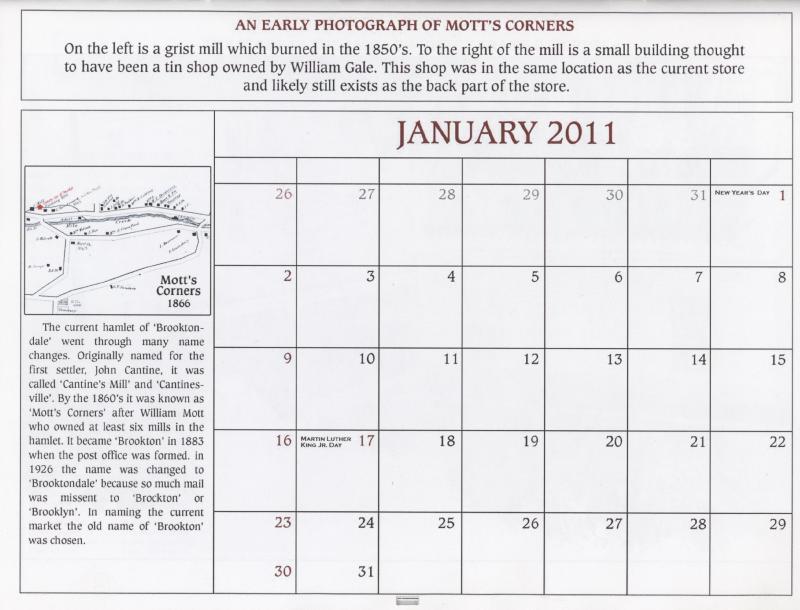 AN EARLY PHOTOGRAPH OF MOTT'S CORNERS
On the left is a grist mill which burned in the 1850's. To the right of the mill is a small building thought
to have been a tin shop owned by William Gale. This shop was in the same location as the current store
and likely still exists as the back part of the store.
JANUARY 2011
26 27 28 29 30 31 NEW YEAR'S DAY 1
2 3 4 5 6 7 8
9 10 11 12 13 14 15
16 MARTIN LUTHER
KING JR. DAY 17 18 19 20 21 22
23 24 25 26 27 28 29
30 31
Mott's
Corners
1866
The current hamlet of 'Brookton-
dale' went through many name
changes. Originally named for the
first settler, John Cantine, it was
called 'Cantine's Mill' and 'Cantines-
ville'. By the 1860's it was known as
'Mott's Corners' after William Mott
who owned at least six mills in the
hamlet. It became 'Brookton' in 1883
when the post office was formed. in
1926 the name was changed to
'Brooktondale' because so much mail
was missent to 'Brockton' or
'Brooklyn'. In naming the current
market the old name of 'Brookton'
was chosen.